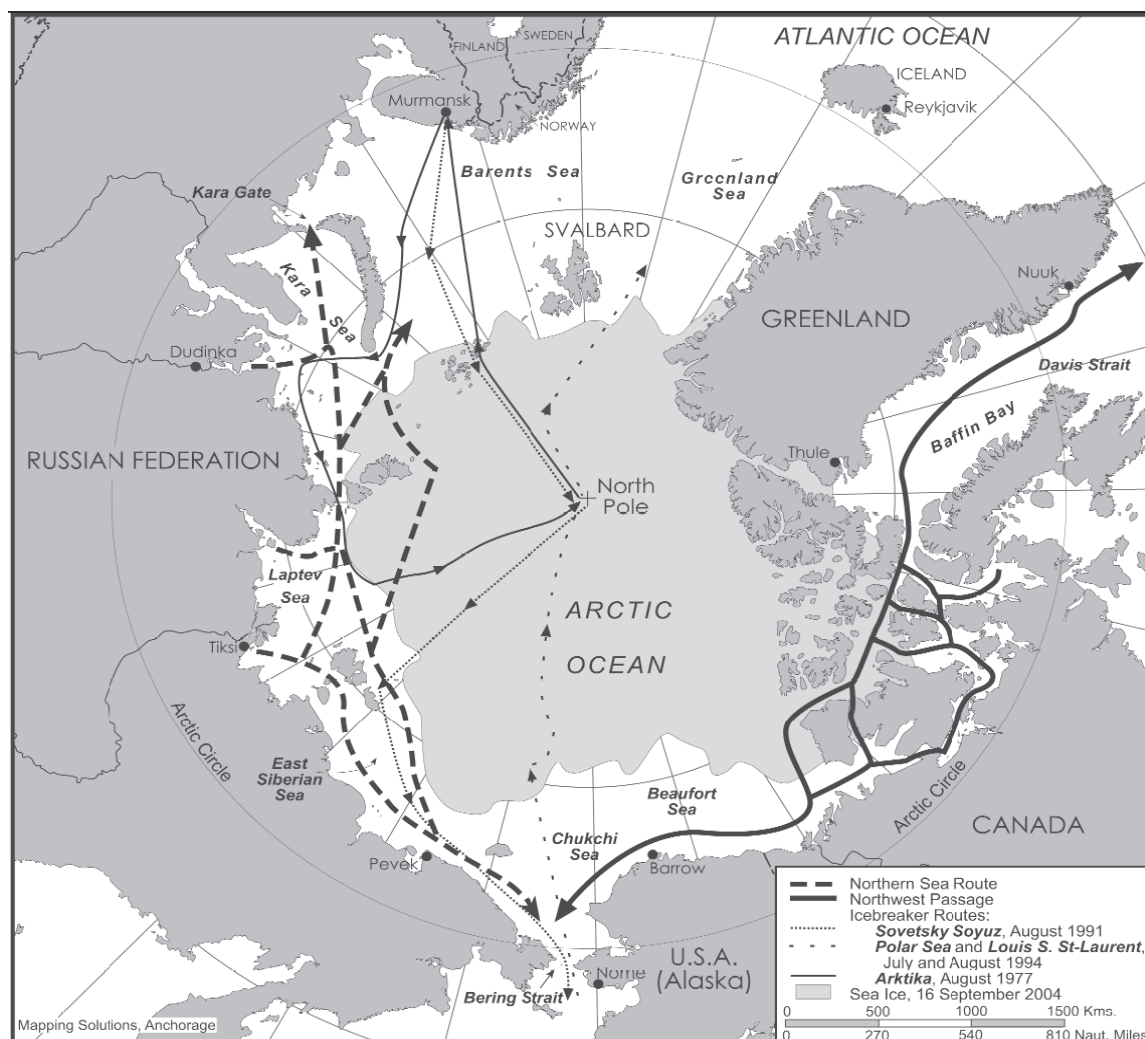 ATLANTIC OCEAN
SWEDEN
FINLAND
ICELAND
Reykjavik
Murmansk
NORWAY
Barents Sea
Grccnland
Sea
Kara Gate
SVALBARD
Kara
Sea
Nuuk
GREENLAND
Dudinka
Davis Strait
Baffin Bay
RUSSIAN FEDERATION
Thule
North
Pole
Laptev
Sea
ARCTIC
OCEAN
Tiksi
Arctic Circle
East
Siberian
Sea
Beaufort
Sea
Arctic Circle
CANADA
Chukchi
Sea
Pevek
Barrow
U.S.A.
(Alaska)
Nome
Bering Strait
Mapping Solutions, Anchorage
Northern Sea Route
Northwest Passage
Icebreaker Routes:
Sovetsky Soyuz, August 1991
Polar Sea and Louis S. St-Laurent,
July and August 1994
Arktika, August 1977
Sea Ice, 16 September 2004
0 500 1000 1500 Kms.
0 270 540 810 Naut. Miles